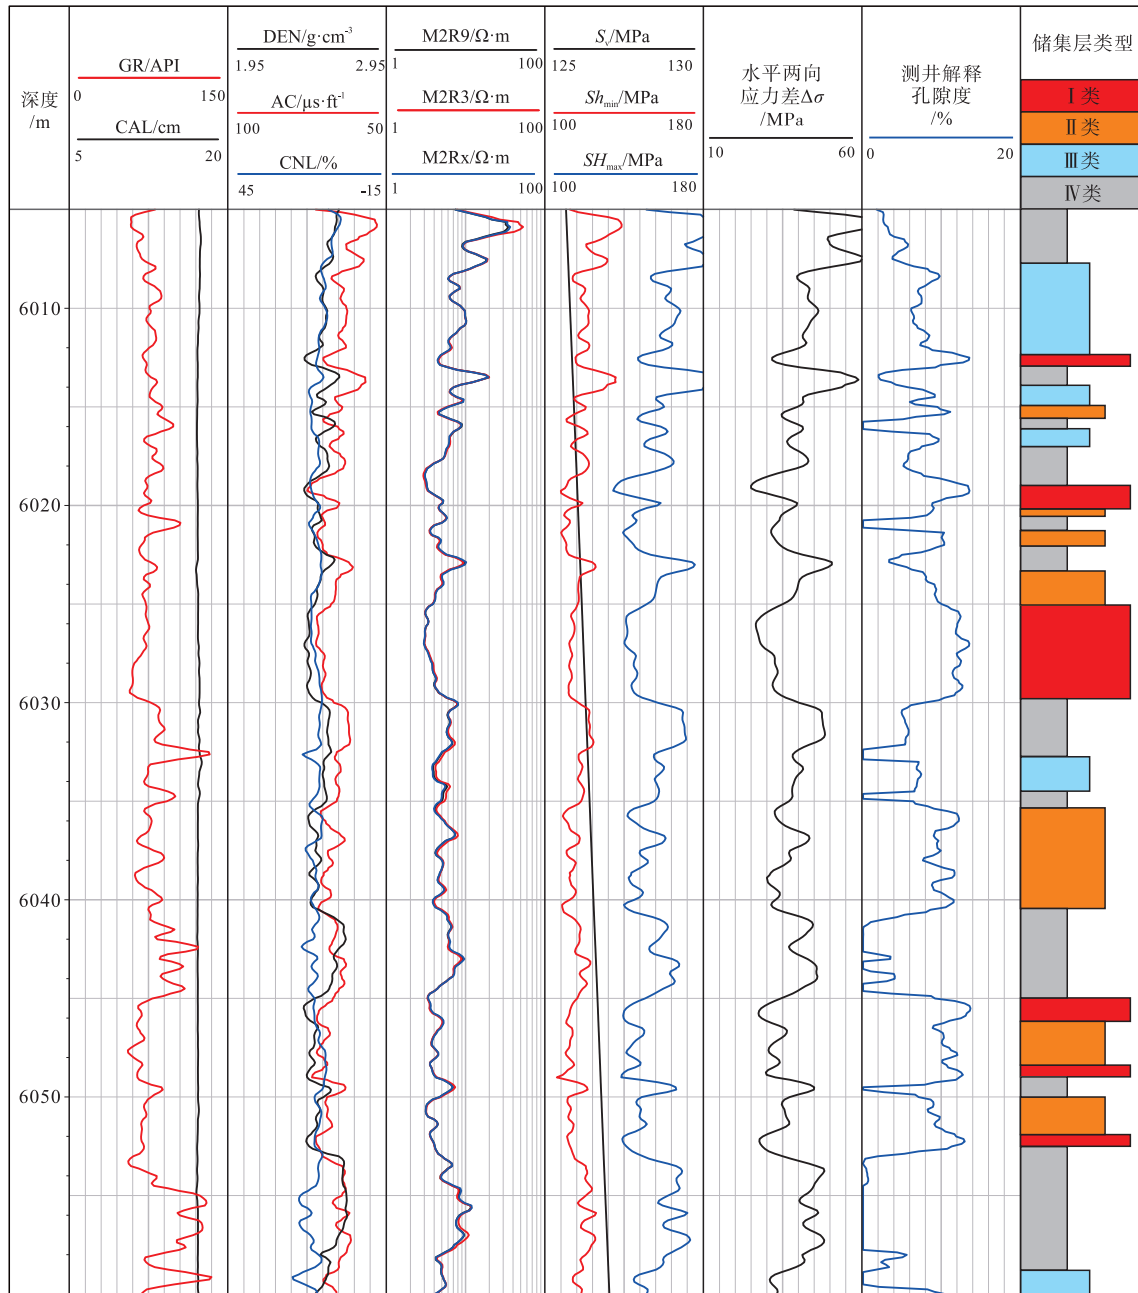 深度
/m
GR/API
0 150
CAL/cm
5 20
DEN/g·cm⁻³
1.95 2.95
AC/μs·ft⁻¹
100 50
CNL/%
45 -15
M2R9/Ω·m
1 100
M2R3/Ω·m
1 100
M2Rx/Ω·m
1 100
Sᵥ/MPa
125 130
Shmin/MPa
100 180
SHmax/MPa
100 180
水平两向
应力差Δσ
/MPa
10 60
测井解释
孔隙度
/%
0 20
储集层类型
Ⅰ类
Ⅱ类
Ⅲ类
Ⅳ类
6010
6020
6030
6040
6050